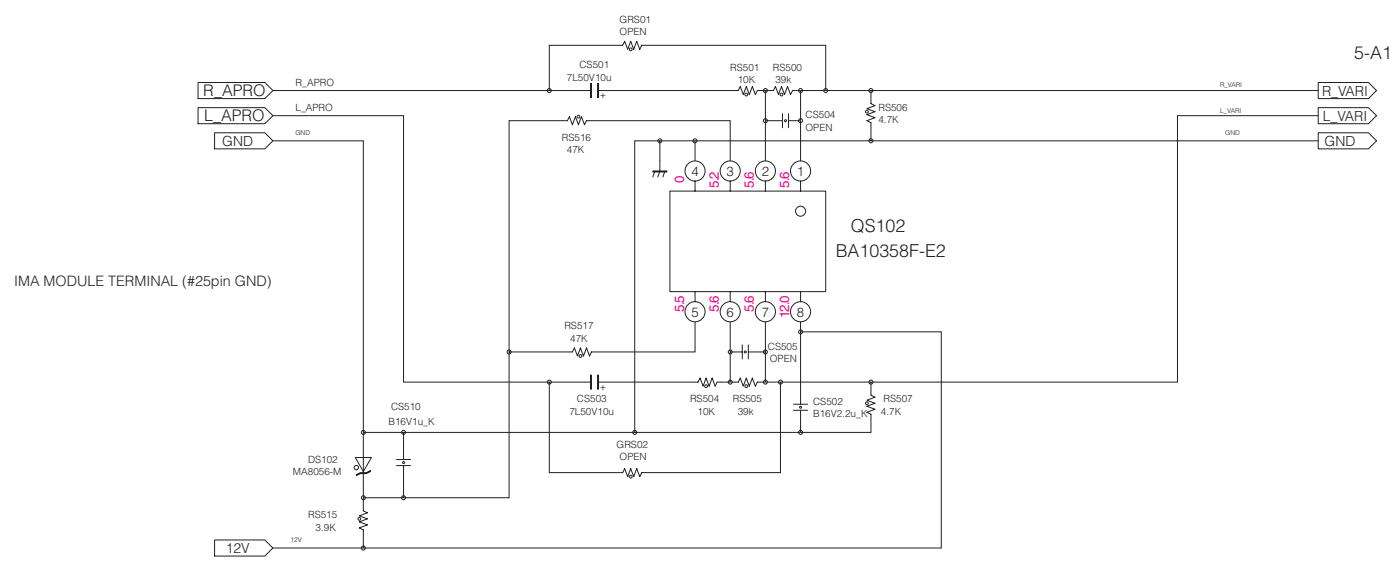 GRS01
OPEN
5-A1
CS501
7L50V10u
RS501
10K
RS500
39k
R_APRO
R_APRO
R_VARI
R_VARI
+
L_APRO
L_APRO
CS504
OPEN
RS506
4.7K
L_VARI
L_VARI
GND
GND
RS516
47K
GND
GND
4
3
2
1
0
5.2
5.6
5.6
QS102
BA10358F-E2
IMA MODULE TERMINAL (#25pin GND)
5.5
5.6
5.6
12.0
5
6
7
8
RS517
47K
CS505
OPEN
+
CS503
7L50V10u
RS504
10K
RS505
39k
CS502
B16V2.2u_K
RS507
4.7K
CS510
B16V1u_K
GRS02
OPEN
DS102
MA8056-M
RS515
3.9K
12V
12V